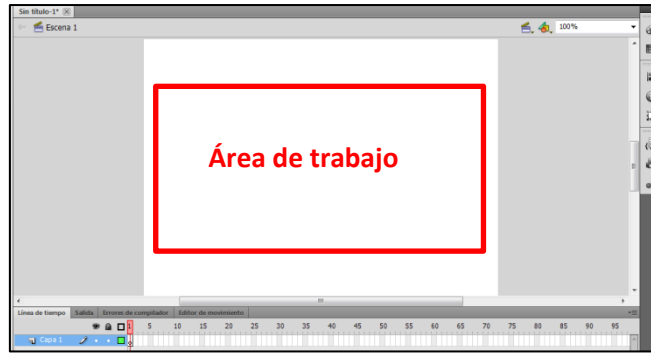 Sin título-1*
Escena 1
100%
Área de trabajo
Línea de tiempo Salida Errores de compilador Editor de movimiento
1 5 10 15 20 25 30 35 40 45 50 55 60 65 70 75 80 85 90 95
Capa 1